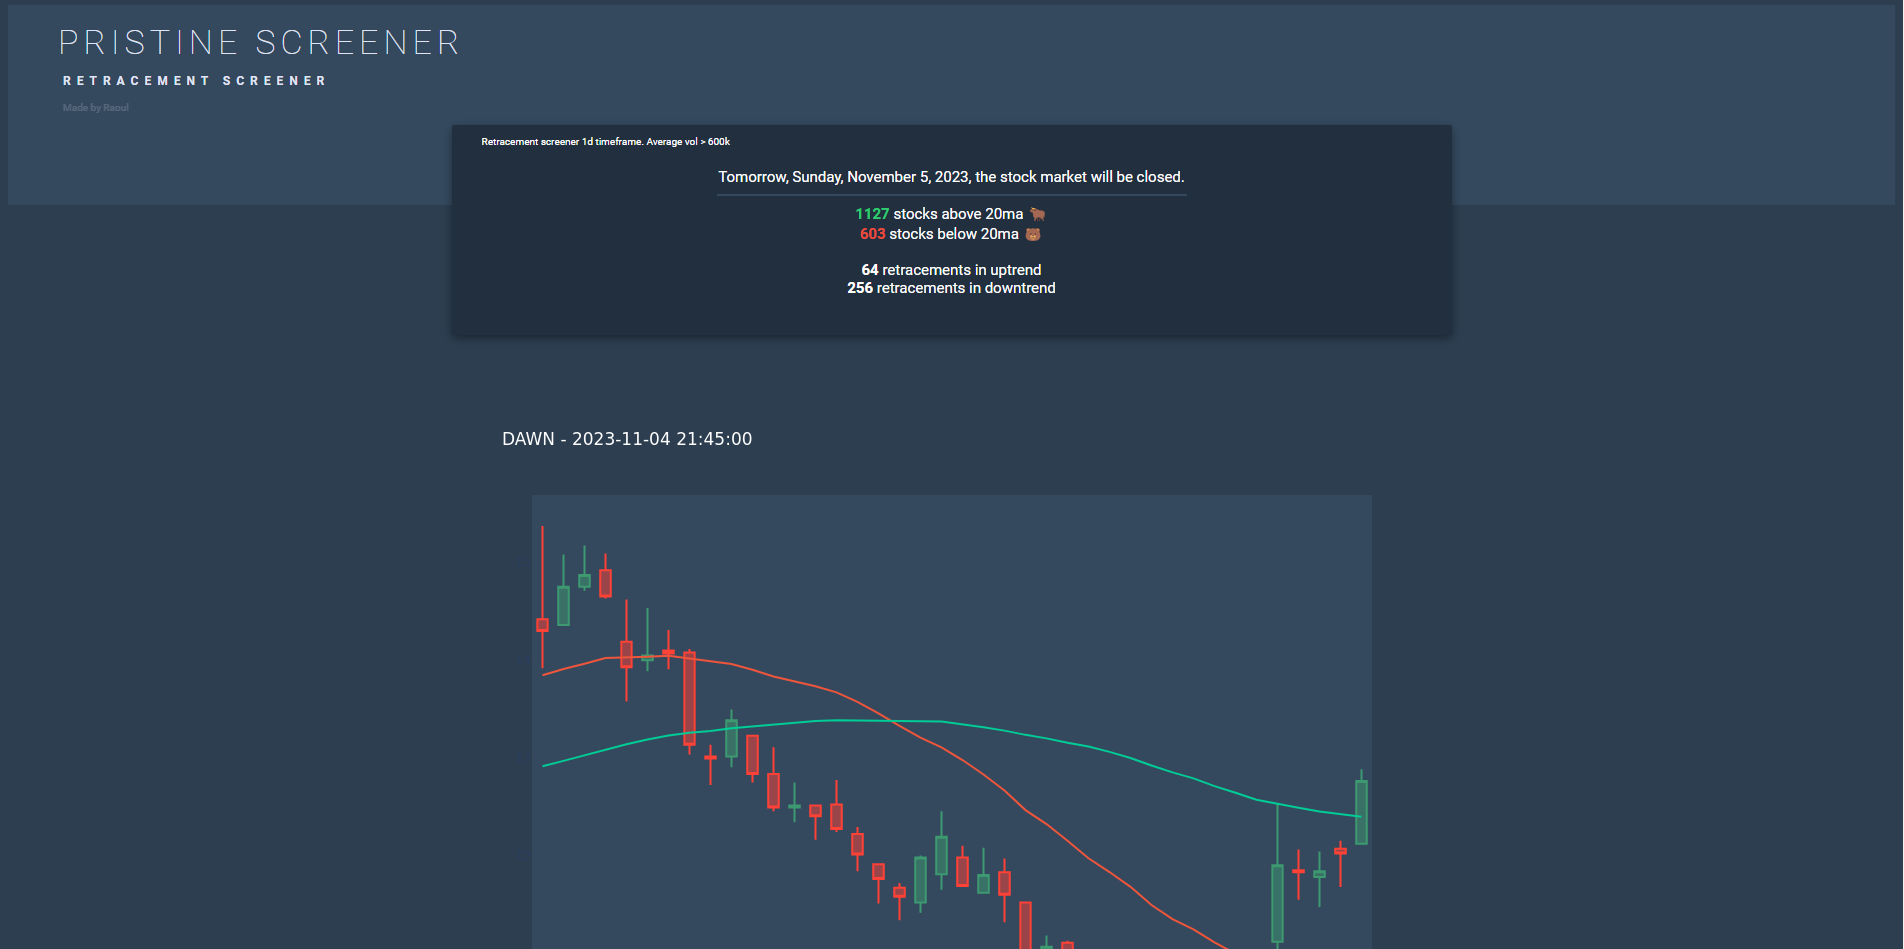 PRISTINE SCREENER
RETRACEMENT SCREENER
Made by Raoul
Retracement screener 1d timeframe. Average vol > 600k
Tomorrow, Sunday, November 5, 2023, the stock market will be closed.
1127 stocks above 20ma 🐂
603 stocks below 20ma 🐻
64 retracements in uptrend
256 retracements in downtrend
DAWN - 2023-11-04 21:45:00